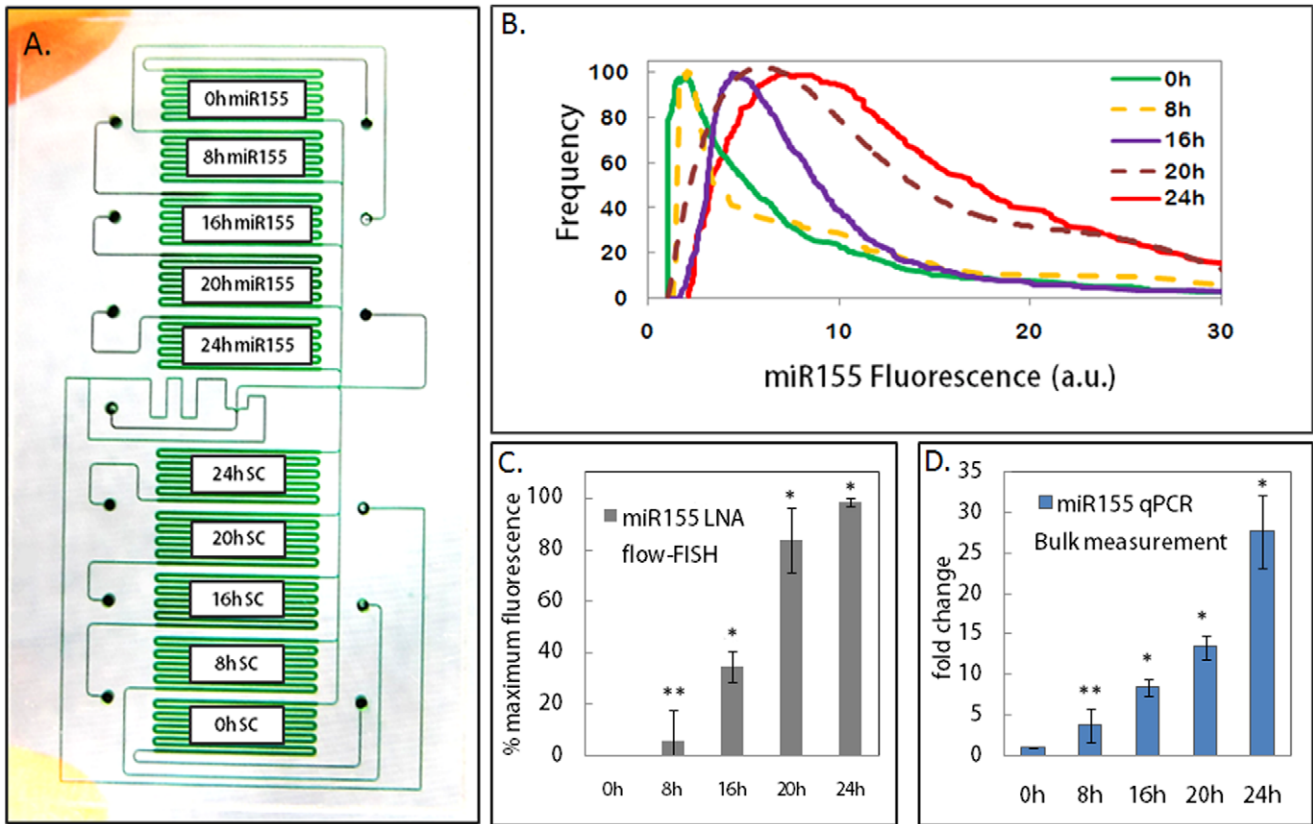 A.
0h miR155
8h miR155
16h miR155
20h miR155
24h miR155
24h SC
20h SC
16h SC
8h SC
0h SC
B.
Frequency
100
80
60
40
20
0
0 10 20 30
miR155 Fluorescence (a.u.)
0h
8h
16h
20h
24h
C.
% maximum fluorescence
100
80
60
40
20
0
miR155 LNA
flow-FISH
**
*
*
*
0h 8h 16h 20h 24h
D.
fold change
35
30
25
20
15
10
5
0
miR155 qPCR
Bulk measurement
**
*
*
*
0h 8h 16h 20h 24h